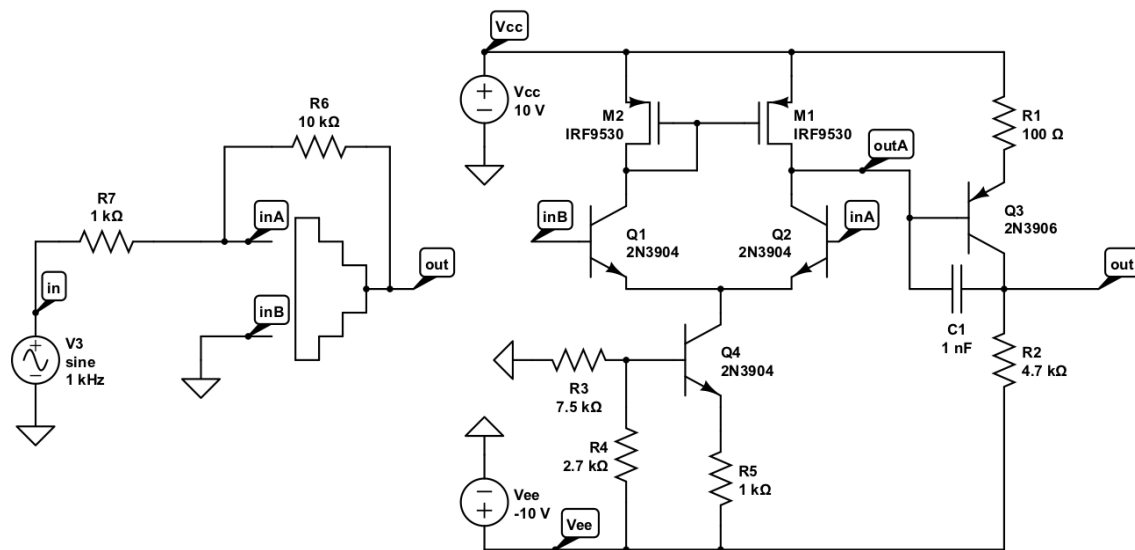 Vcc
Vcc
10 V
M2
IRF9530
M1
IRF9530
R1
100 Ω
R6
10 kΩ
outA
R7
1 kΩ
inA
inB
Q1
2N3904
Q2
2N3904
inA
Q3
2N3906
out
out
in
inB
C1
1 nF
V3
sine
1 kHz
Q4
2N3904
R2
4.7 kΩ
R3
7.5 kΩ
R4
2.7 kΩ
R5
1 kΩ
Vee
-10 V
Vee
+
−
+
−
−
+